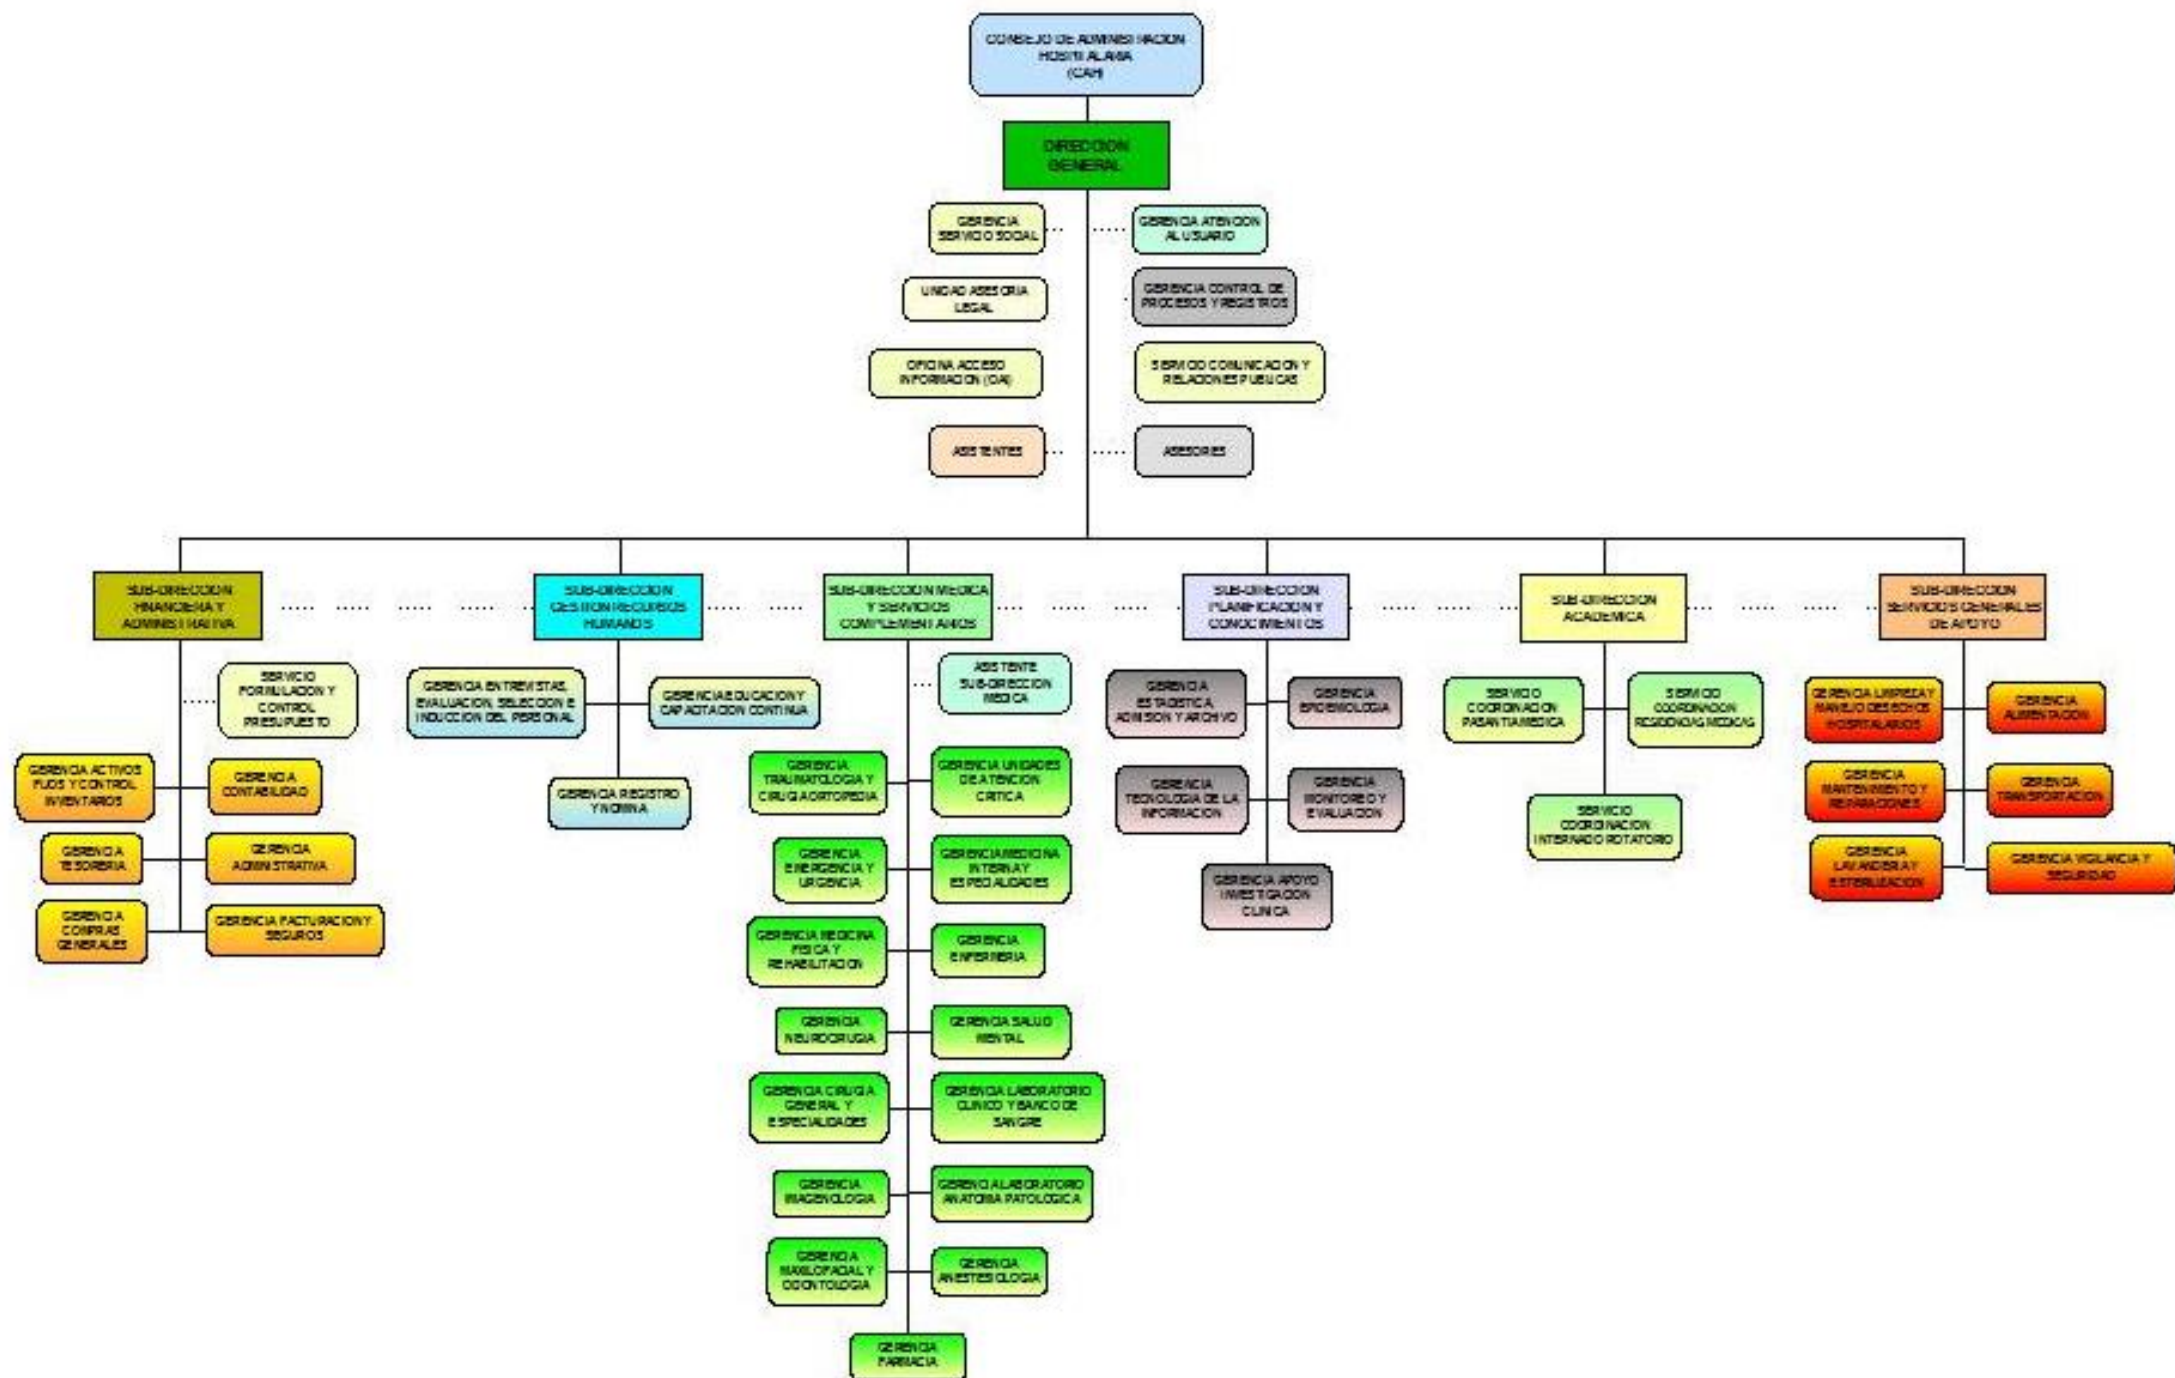 CONSEJO DE ADMINISTRACION
HOSPITALARIA
(CAH)
DIRECCION
GENERAL
GERENCIA
SERVICIO SOCIAL
GERENCIA ATENCION
AL USUARIO
UNIDAD ASESORIA
LEGAL
GERENCIA CONTROL DE
PROCESOS Y REGISTROS
OFICINA ACCESO
INFORMACION (OAI)
SERVICIO COMUNICACION Y
RELACIONES PUBLICAS
ASISTENTES
ASESORES
SUB-DIRECCION
FINANCIERA Y
ADMINISTRATIVA
SUB-DIRECCION
GESTION RECURSOS
HUMANOS
SUB-DIRECCION MEDICA
Y SERVICIOS
COMPLEMENTARIOS
SUB-DIRECCION
PLANIFICACION Y
CONOCIMIENTOS
SUB-DIRECCION
ACADEMICA
SUB-DIRECCION
SERVICIOS GENERALES
DE APOYO
SERVICIO
FORMULACION Y
CONTROL
PRESUPUESTO
GERENCIA ACTIVOS
FIJOS Y CONTROL
INVENTARIOS
GERENCIA
CONTABILIDAD
GERENCIA
TESORERIA
GERENCIA
ADMINISTRATIVA
GERENCIA
COMPRAS
GENERALES
GERENCIA FACTURACION Y
SEGUROS
GERENCIA ENTREVISTAS,
EVALUACION, SELECCION E
INDUCCION DEL PERSONAL
GERENCIA EDUCACION Y
CAPACITACION CONTINUA
GERENCIA REGISTRO
Y NOMINA
ASISTENTE
SUB-DIRECCION
MEDICA
GERENCIA
TRAUMATOLOGIA Y
CIRUGIA ORTOPEDIA
GERENCIA UNIDADES
DE ATENCION
CRITICA
GERENCIA
EMERGENCIA Y
URGENCIA
GERENCIA MEDICINA
INTERNA Y
ESPECIALIDADES
GERENCIA MEDICINA
FISICA Y
REHABILITACION
GERENCIA
ENFERMERIA
GERENCIA
NEUROCIRUGIA
GERENCIA SALUD
MENTAL
GERENCIA CIRUGIA
GENERAL Y
ESPECIALIDADES
GERENCIA LABORATORIO
CLINICO Y BANCO DE
SANGRE
GERENCIA
IMAGENOLOGIA
GERENCIA LABORATORIO
ANATOMIA PATOLOGICA
GERENCIA
MAXILOFACIAL Y
ODONTOLOGIA
GERENCIA
ANESTESIOLOGIA
GERENCIA
FARMACIA
GERENCIA
ESTADISTICA,
ADMISION Y ARCHIVO
GERENCIA
EPIDEMIOLOGIA
GERENCIA
TECNOLOGIA DE LA
INFORMACION
GERENCIA
MONITOREO Y
EVALUACION
GERENCIA APOYO
INVESTIGACION
CLINICA
SERVICIO
COORDINACION
PASANTIA MEDICA
SERVICIO
COORDINACION
RESIDENCIAS MEDICAS
SERVICIO
COORDINACION
INTERNADO ROTATORIO
GERENCIA LIMPIEZA Y
MANEJO DESECHOS
HOSPITALARIOS
GERENCIA
ALIMENTACION
GERENCIA
MANTENIMIENTO Y
REPARACIONES
GERENCIA
TRANSPORTACION
GERENCIA
LAVANDERIA Y
ESTERILIZACION
GERENCIA VIGILANCIA Y
SEGURIDAD